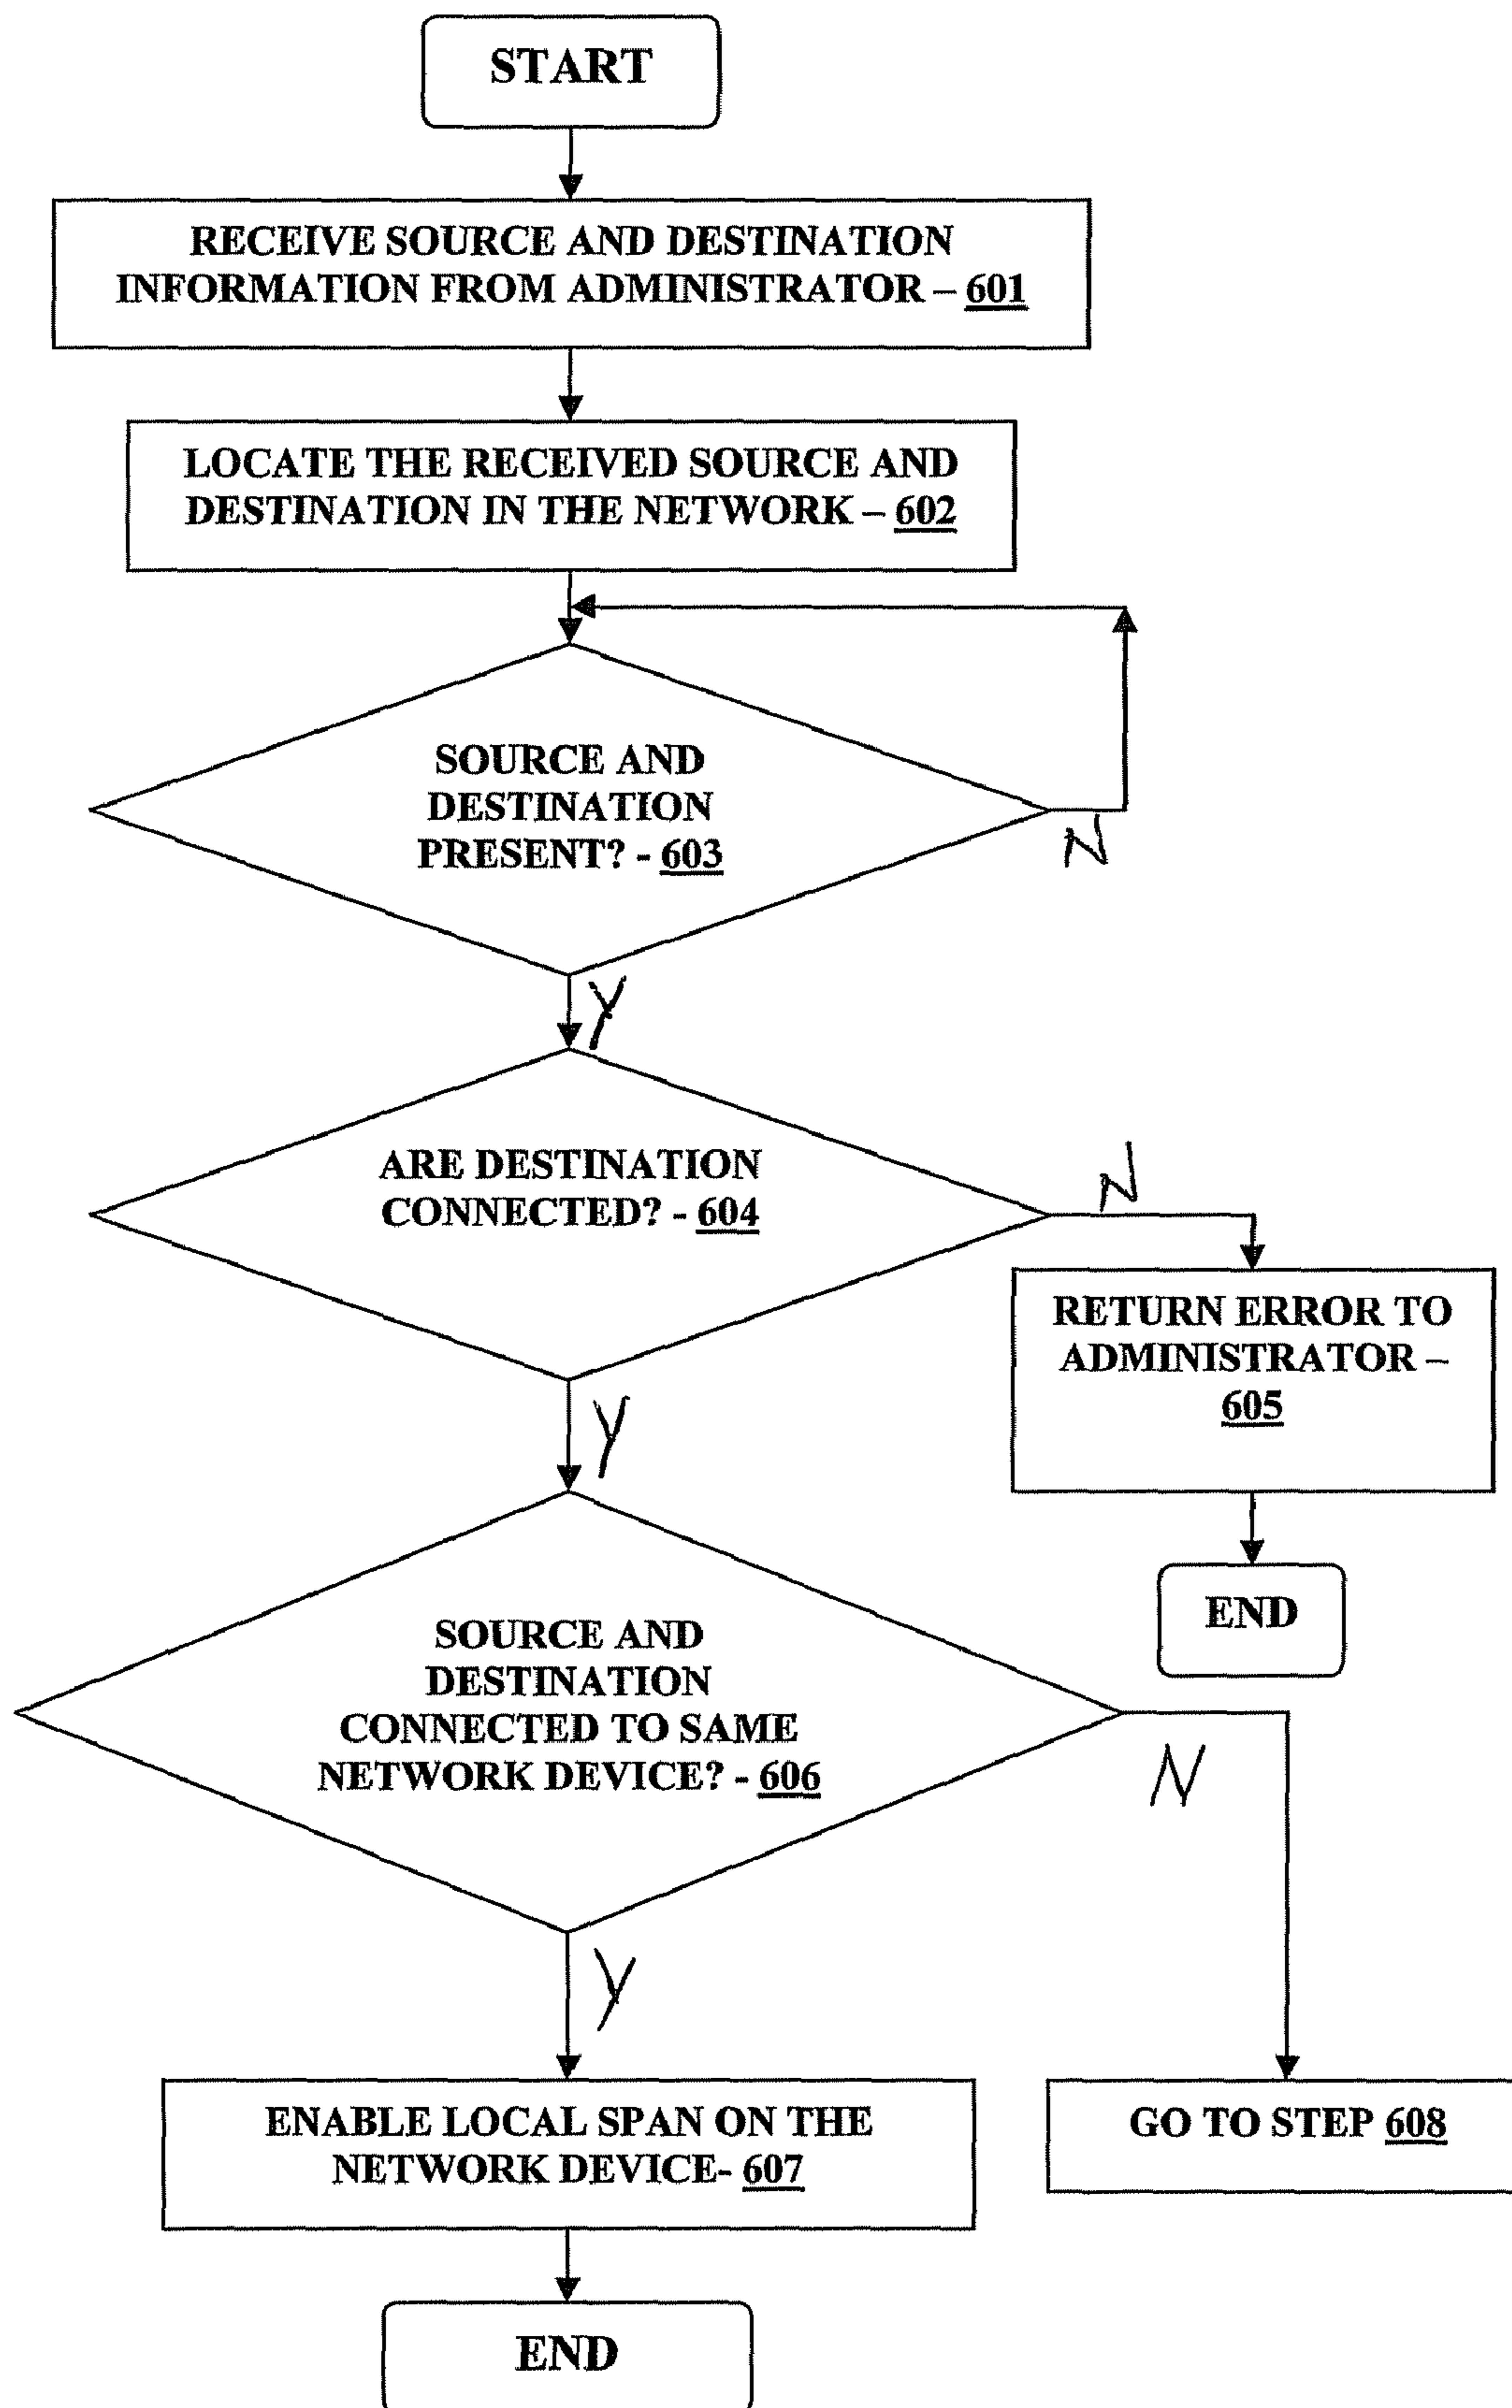 START
RECEIVE SOURCE AND DESTINATION
INFORMATION FROM ADMINISTRATOR – 601
LOCATE THE RECEIVED SOURCE AND
DESTINATION IN THE NETWORK – 602
SOURCE AND
DESTINATION
PRESENT? - 603
N
Y
ARE DESTINATION
CONNECTED? - 604
N
RETURN ERROR TO
ADMINISTRATOR –
605
END
Y
SOURCE AND
DESTINATION
CONNECTED TO SAME
NETWORK DEVICE? - 606
N
Y
ENABLE LOCAL SPAN ON THE
NETWORK DEVICE- 607
GO TO STEP 608
END